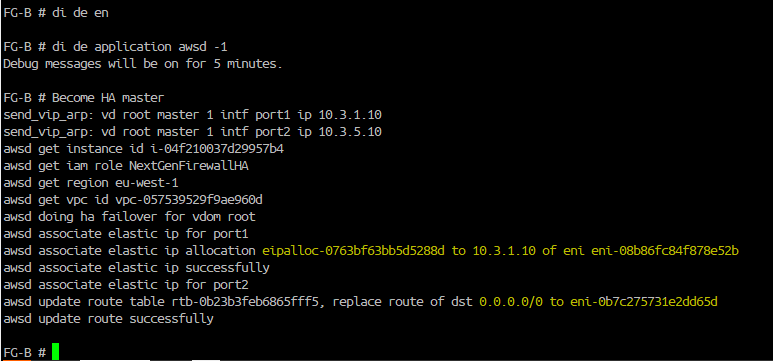 FG-B # di de en
FG-B # di de application awsd -1
Debug messages will be on for 5 minutes.
FG-B # Become HA master
send_vip_arp: vd root master 1 intf port1 ip 10.3.1.10
send_vip_arp: vd root master 1 intf port2 ip 10.3.5.10
awsd get instance id i-04f210037d29957b4
awsd get iam role NextGenFirewallHA
awsd get region eu-west-1
awsd get vpc id vpc-057539529f9ae960d
awsd doing ha failover for vdom root
awsd associate elastic ip for port1
awsd associate elastic ip allocation eipalloc-0763bf63bb5d5288d to 10.3.1.10 of eni eni-08b86fc84f878e52b
awsd associate elastic ip successfully
awsd associate elastic ip for port2
awsd update route table rtb-0b23b3feb6865fff5, replace route of dst 0.0.0.0/0 to eni-0b7c275731e2dd65d
awsd update route successfully
FG-B #